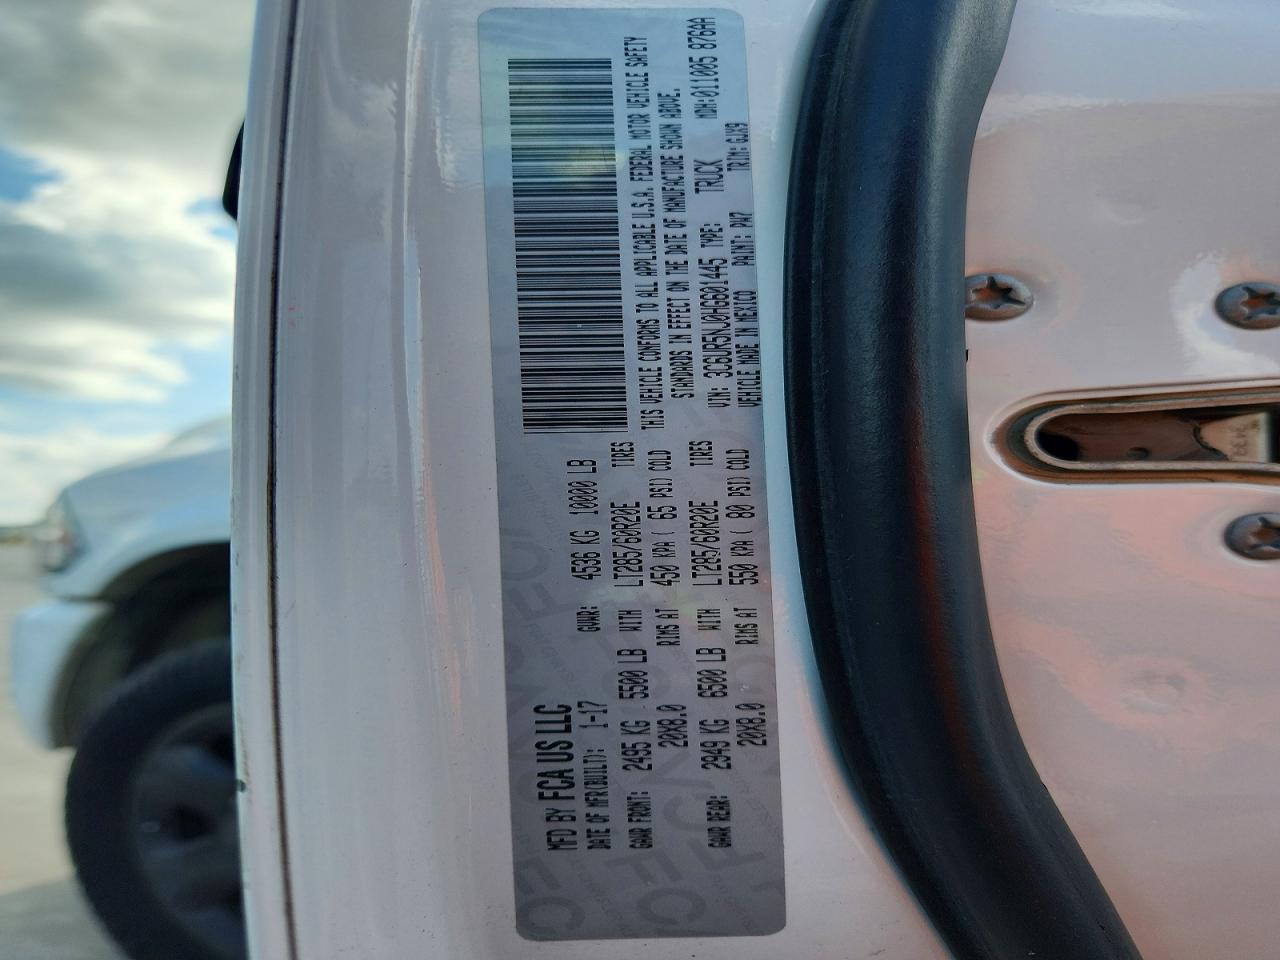 MFD BY FCA US LLC
DATE OF MFR(BUILT): 1-17 GVWR: 4536 KG 10000 LB
GAWR FRONT: 2495 KG 5500 LB WITH LT285/60R20E TIRES
20X8.0 RIMS AT 450 KPA ( 65 PSI) COLD
GAWR REAR: 2949 KG 6500 LB WITH LT285/60R20E TIRES
20X8.0 RIMS AT 550 KPA ( 80 PSI) COLD
THIS VEHICLE CONFORMS TO ALL APPLICABLE U.S.A. FEDERAL MOTOR VEHICLE SAFETY
STANDARDS IN EFFECT ON THE DATE OF MANUFACTURE SHOWN ABOVE.
VIN: 3C6UR5NJ0HG601445 TYPE: TRUCK MDH:011005 876AA
VEHICLE MADE IN MEXICO PAINT: PW7 TRIM: GJX9